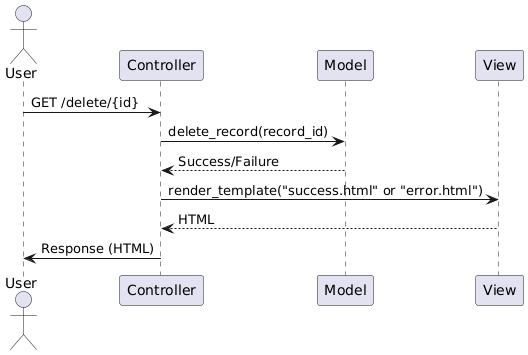 User
Controller
Model
View
GET /delete/{id}
delete_record(record_id)
Success/Failure
render_template("success.html" or "error.html")
HTML
Response (HTML)
User
Controller
Model
View